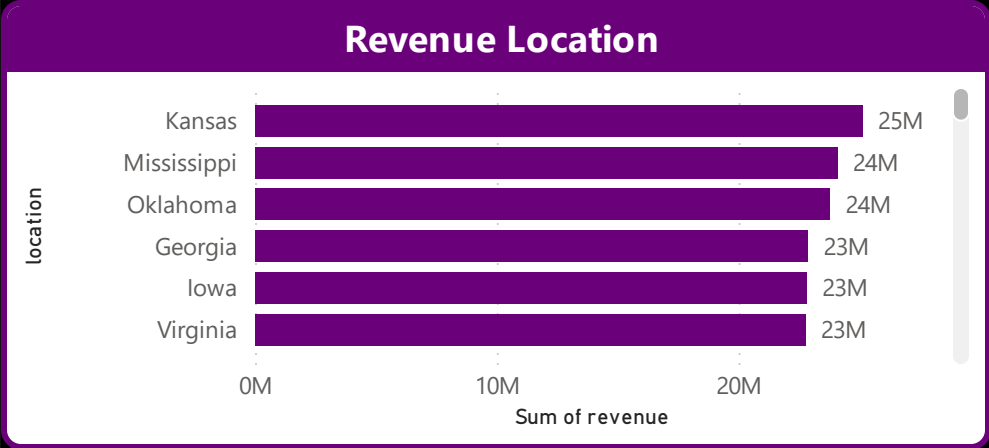 Revenue Location
location
Kansas 25M
Mississippi 24M
Oklahoma 24M
Georgia 23M
Iowa 23M
Virginia 23M
0M 10M 20M
Sum of revenue